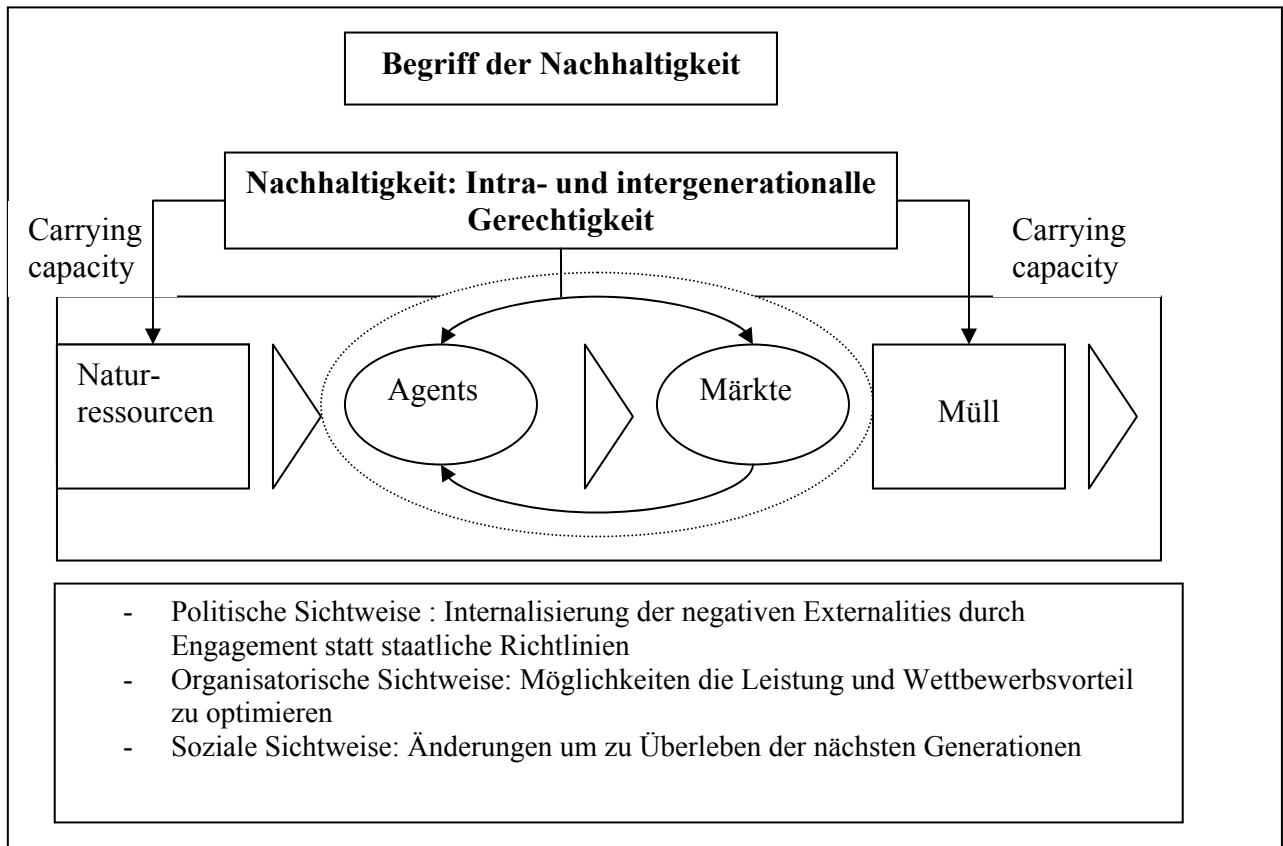 Begriff der Nachhaltigkeit
Nachhaltigkeit: Intra- und intergenerationalle
Gerechtigkeit
Carrying
capacity
Carrying
capacity
Natur-
ressourcen
Agents
Märkte
Müll
- Politische Sichtweise : Internalisierung der negativen Externalities durch
Engagement statt staatliche Richtlinien
- Organisatorische Sichtweise: Möglichkeiten die Leistung und Wettbewerbsvorteil
zu optimieren
- Soziale Sichtweise: Änderungen um zu Überleben der nächsten Generationen